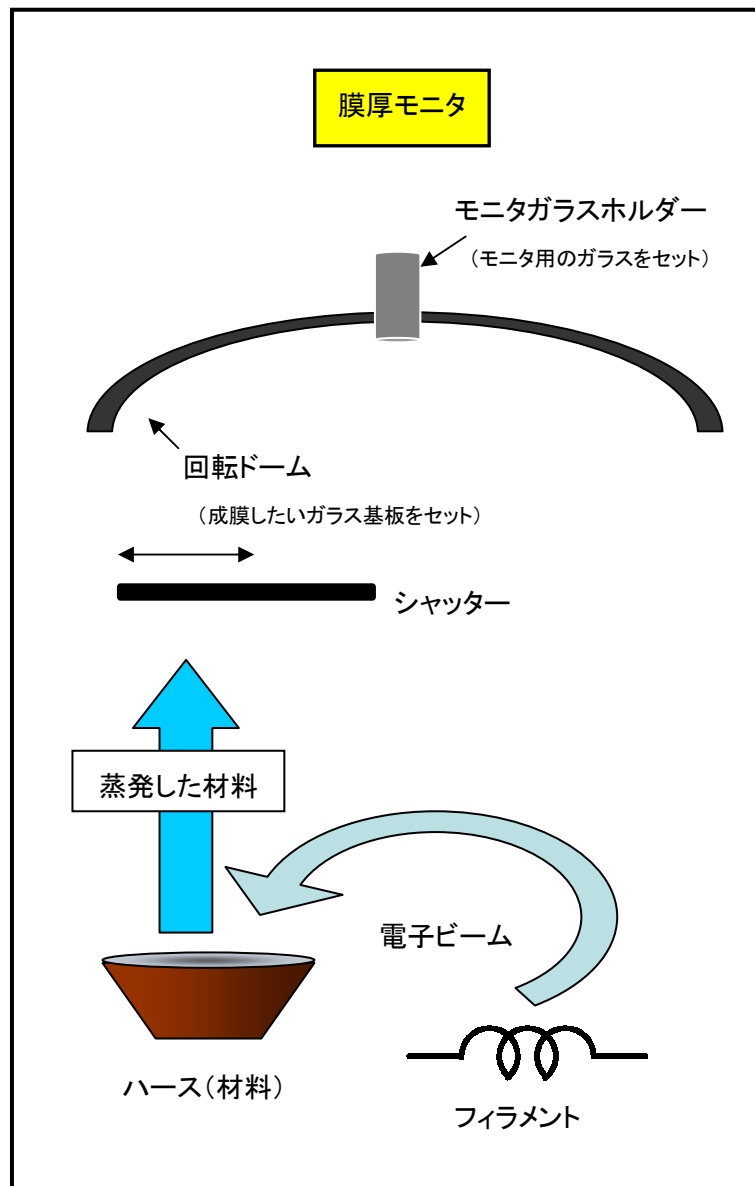 膜厚モニタ
モニタガラスホルダー
（モニタ用のガラスをセット）
回転ドーム
（成膜したいガラス基板をセット）
シャッター
蒸発した材料
電子ビーム
ハース（材料）
フィラメント